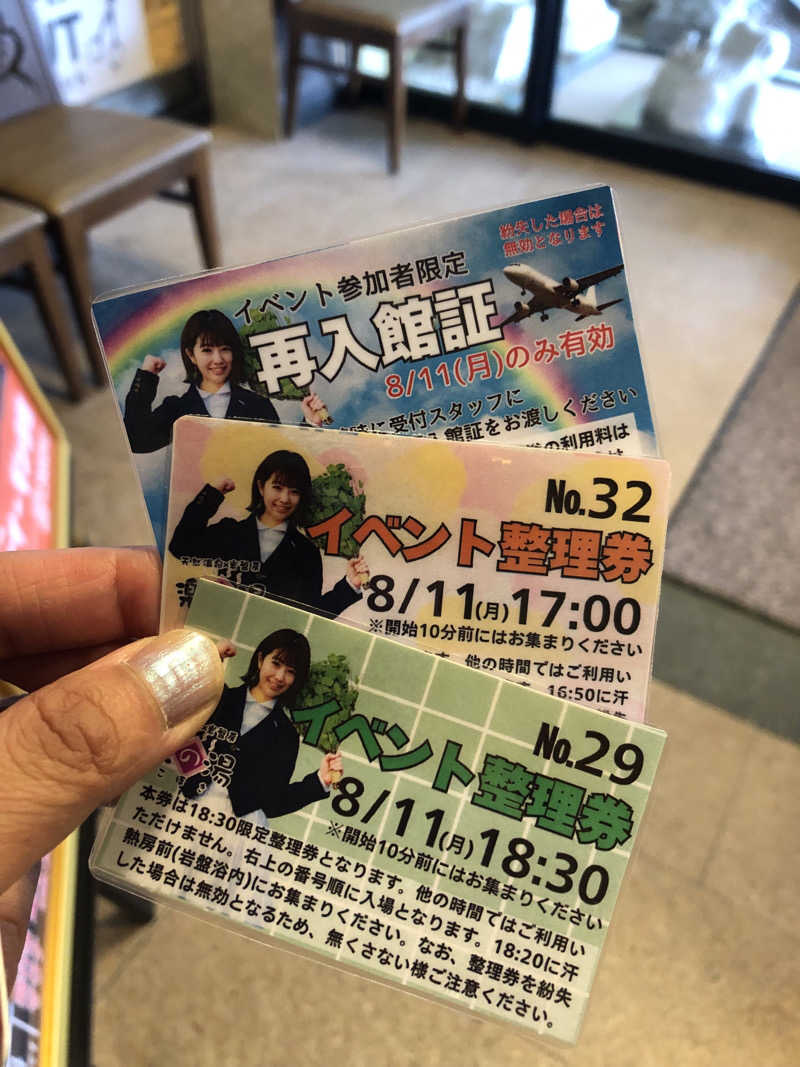 紛失した場合は
無効となります
イベント参加者限定
再入館証
8/11(月)のみ有効
時に受付スタッフに
入館証をお渡しください
の利用料は
No.32
イベント整理券
8/11(月)17:00
※開始10分前にはお集まりください
他の時間ではご利用い
16:50に汗
No.29
イベント整理券
8/11(月)18:30
※開始10分前にはお集まりください
本券は18:30限定整理券となります。他の時間ではご利用い
ただけません。右上の番号順に入場となります。18:20に汗
熱房前(岩盤浴内)にお集まりください。なお、整理券を紛失
した場合は無効となるため、無くさない様ご注意ください。
の湯